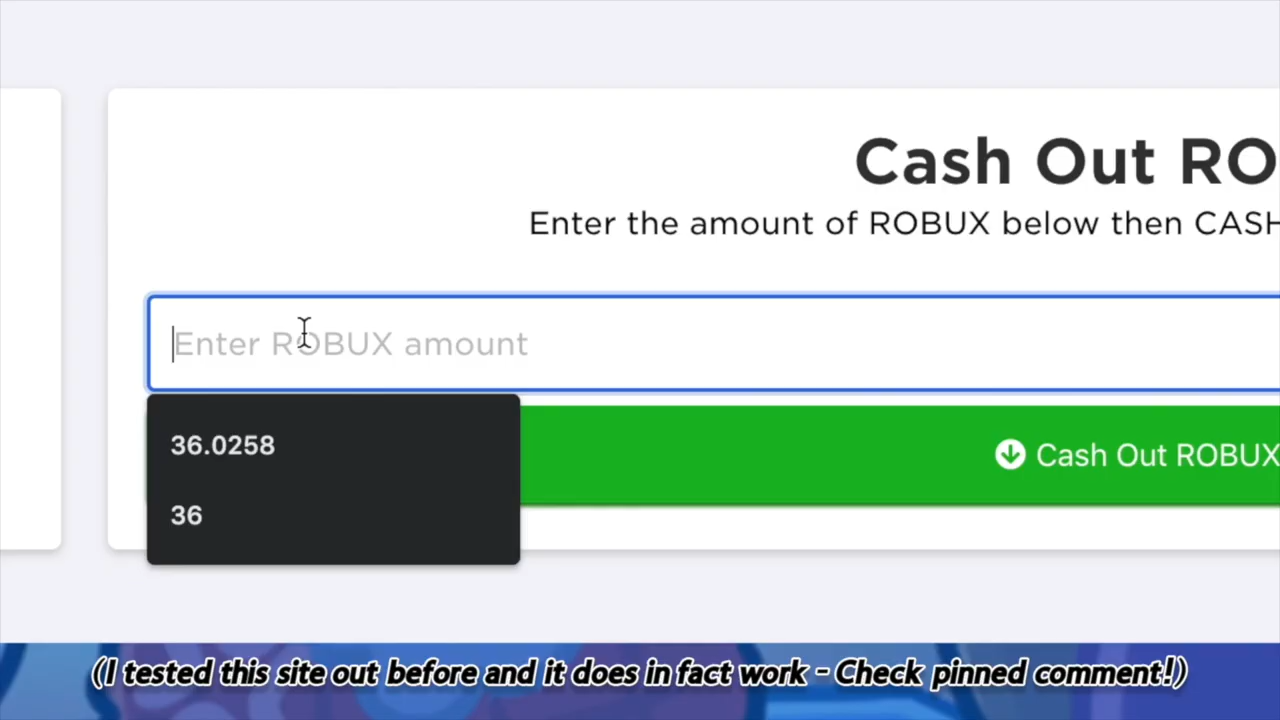 Cash Out RO
Enter the amount of ROBUX below then CASH
Enter ROBUX amount
36.0258
36
Cash Out ROBUX
(I tested this site out before and it does in fact work - Check pinned comment!)